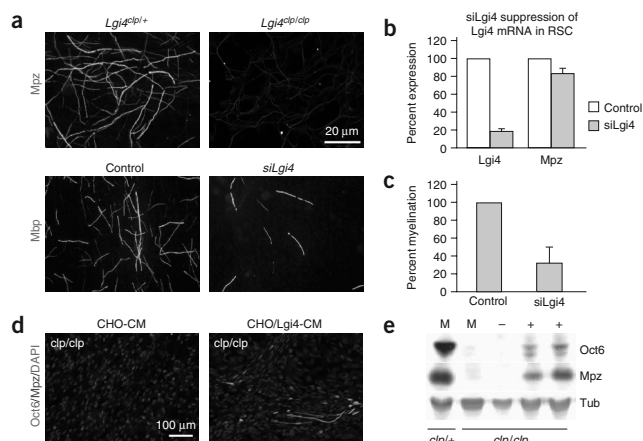 a
Lgi4clp/+
Lgi4clp/clp
Mpz
20 μm
Control
siLgi4
Mbp
b
siLgi4 suppression of
Lgi4 mRNA in RSC
Percent expression
120
100
80
60
40
20
0
Lgi4
Mpz
Control
siLgi4
c
Percent myelination
120
100
80
60
40
20
0
Control
siLgi4
d
CHO-CM
CHO/Lgi4-CM
Oct6/Mpz/DAPI
clp/clp
clp/clp
100 μm
e
M M – + +
Oct6
Mpz
Tub
clp/+
clp/clp